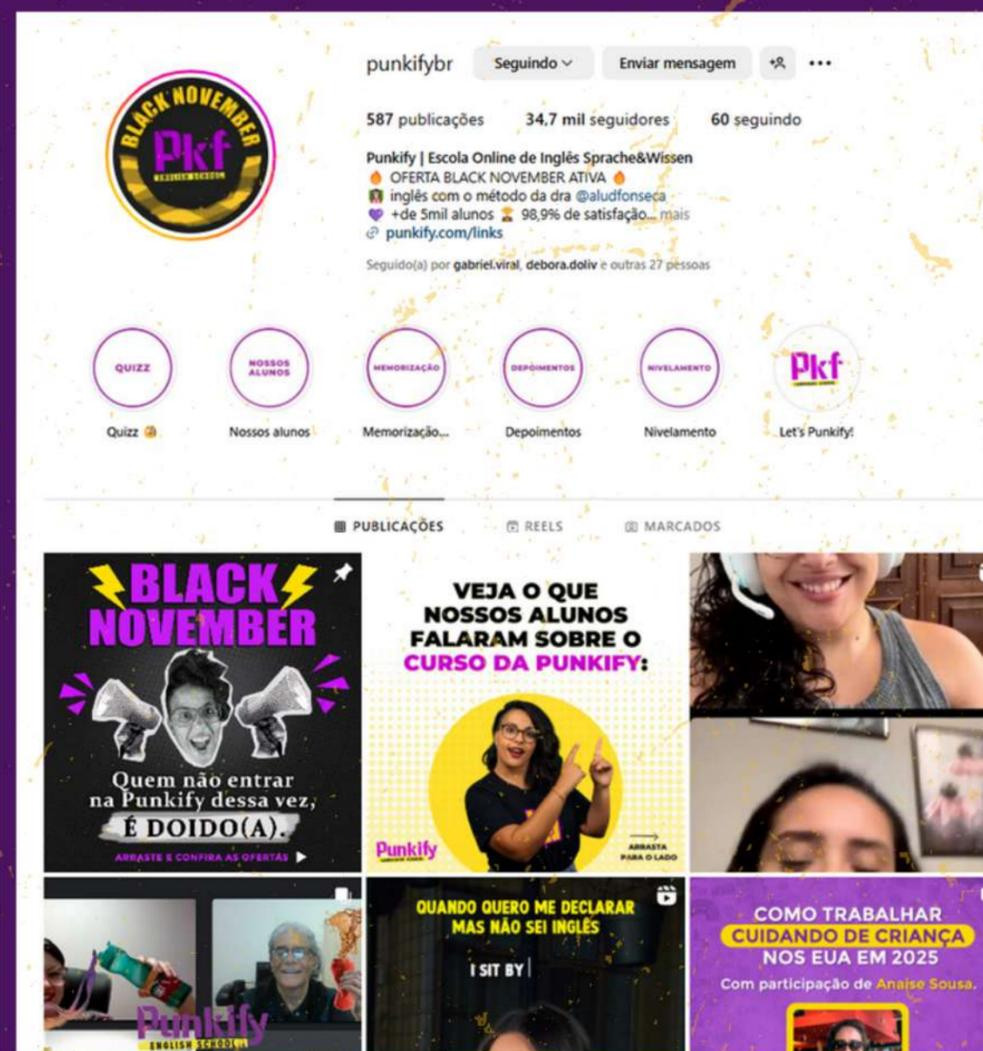 BLACK NOVEMBER
Pkf
ENGLISH SCHOOL
punkifybr
Seguindo
Enviar mensagem
587 publicações 34,7 mil seguidores 60 seguindo
Punkify | Escola Online de Inglês Sprache&Wissen
🔥 OFERTA BLACK NOVEMBER ATIVA 🔥
inglês com o método da dra @aludfonseca
💜 +de 5mil alunos 🏆 98,9% de satisfação... mais
punkify.com/links
Seguido(a) por gabriel.viral, debora.doliv e outras 27 pessoas
QUIZZ
NOSSOS
ALUNOS
MEMORIZAÇÃO
DEPOIMENTOS
NIVELAMENTO
Pkf
Quizz
Nossos alunos
Memorização...
Depoimentos
Nivelamento
Let's Punkify!
PUBLICAÇÕES
REELS
MARCADOS
BLACK
NOVEMBER
Quem não entrar
na Punkify dessa vez,
É DOIDO(A).
ARRASTE E CONFIRA AS OFERTAS
VEJA O QUE
NOSSOS ALUNOS
FALARAM SOBRE O
CURSO DA PUNKIFY:
Punkify
ARRASTA
PARA O LADO
Punkify
ENGLISH SCHOOL
QUANDO QUERO ME DECLARAR
MAS NÃO SEI INGLÊS
I SIT BY
COMO TRABALHAR
CUIDANDO DE CRIANÇA
NOS EUA EM 2025
Com participação de Anaise Sousa.